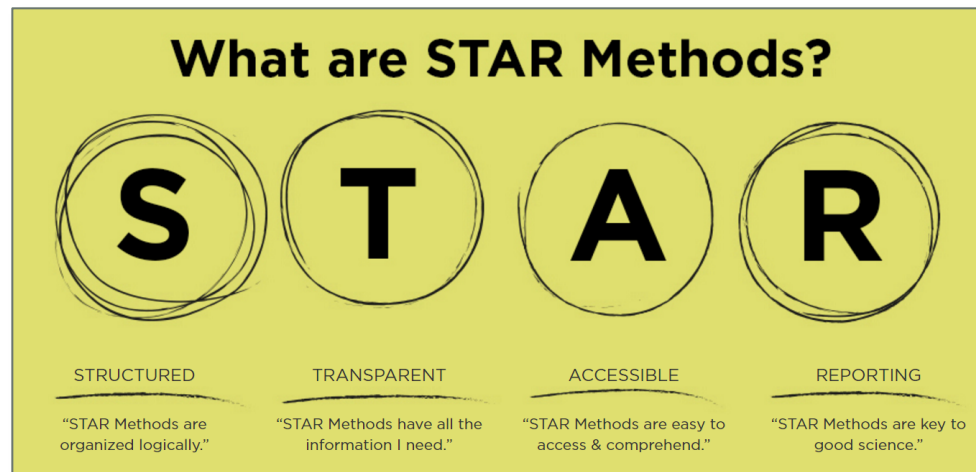 What are STAR Methods?
S T A R
STRUCTURED
“STAR Methods are
organized logically.”
TRANSPARENT
“STAR Methods have all the
information I need.”
ACCESSIBLE
“STAR Methods are easy to
access & comprehend.”
REPORTING
“STAR Methods are key to
good science.”